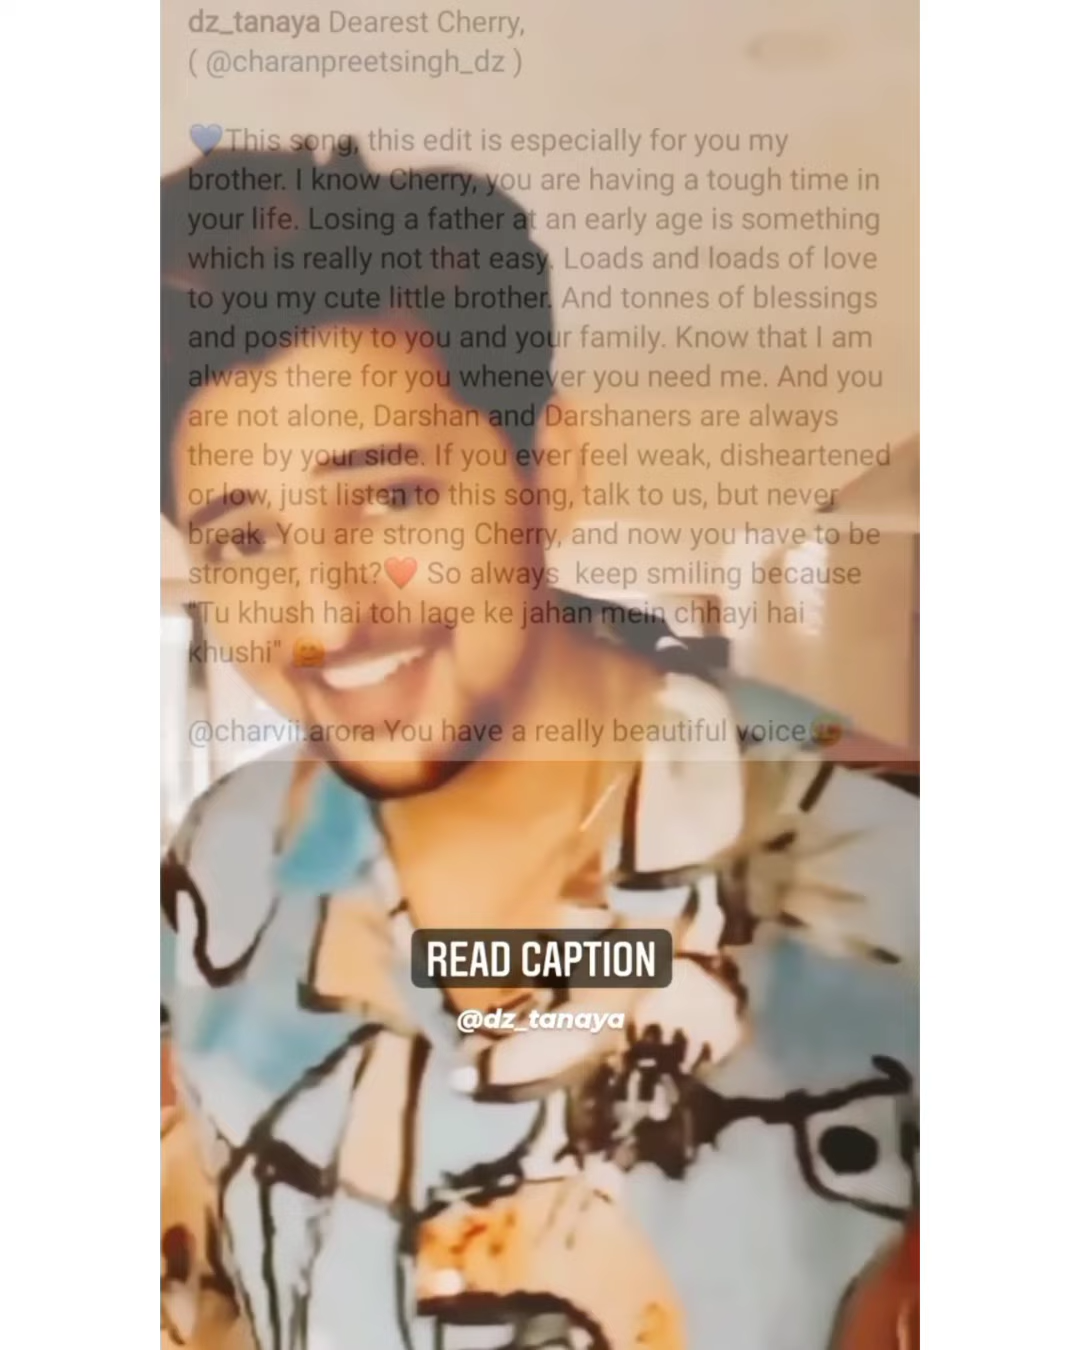 dz_tanaya Dearest Cherry,
( @charanpreetsingh_dz )
💙This song, this edit is especially for you my
brother. I know Cherry, you are having a tough time in
your life. Losing a father at an early age is something
which is really not that easy. Loads and loads of love
to you my cute little brother. And tonnes of blessings
and positivity to you and your family. Know that I am
always there for you whenever you need me. And you
are not alone, Darshan and Darshaners are always
there by your side. If you ever feel weak, disheartened
or low, just listen to this song, talk to us, but never
break. You are strong Cherry, and now you have to be
stronger, right?❤️ So always keep smiling because
"Tu khush hai toh lage ke jahan mein chhayi hai
khushi" 🤗
@charvii.arora You have a really beautiful voice😊
READ CAPTION
@dz_tanaya